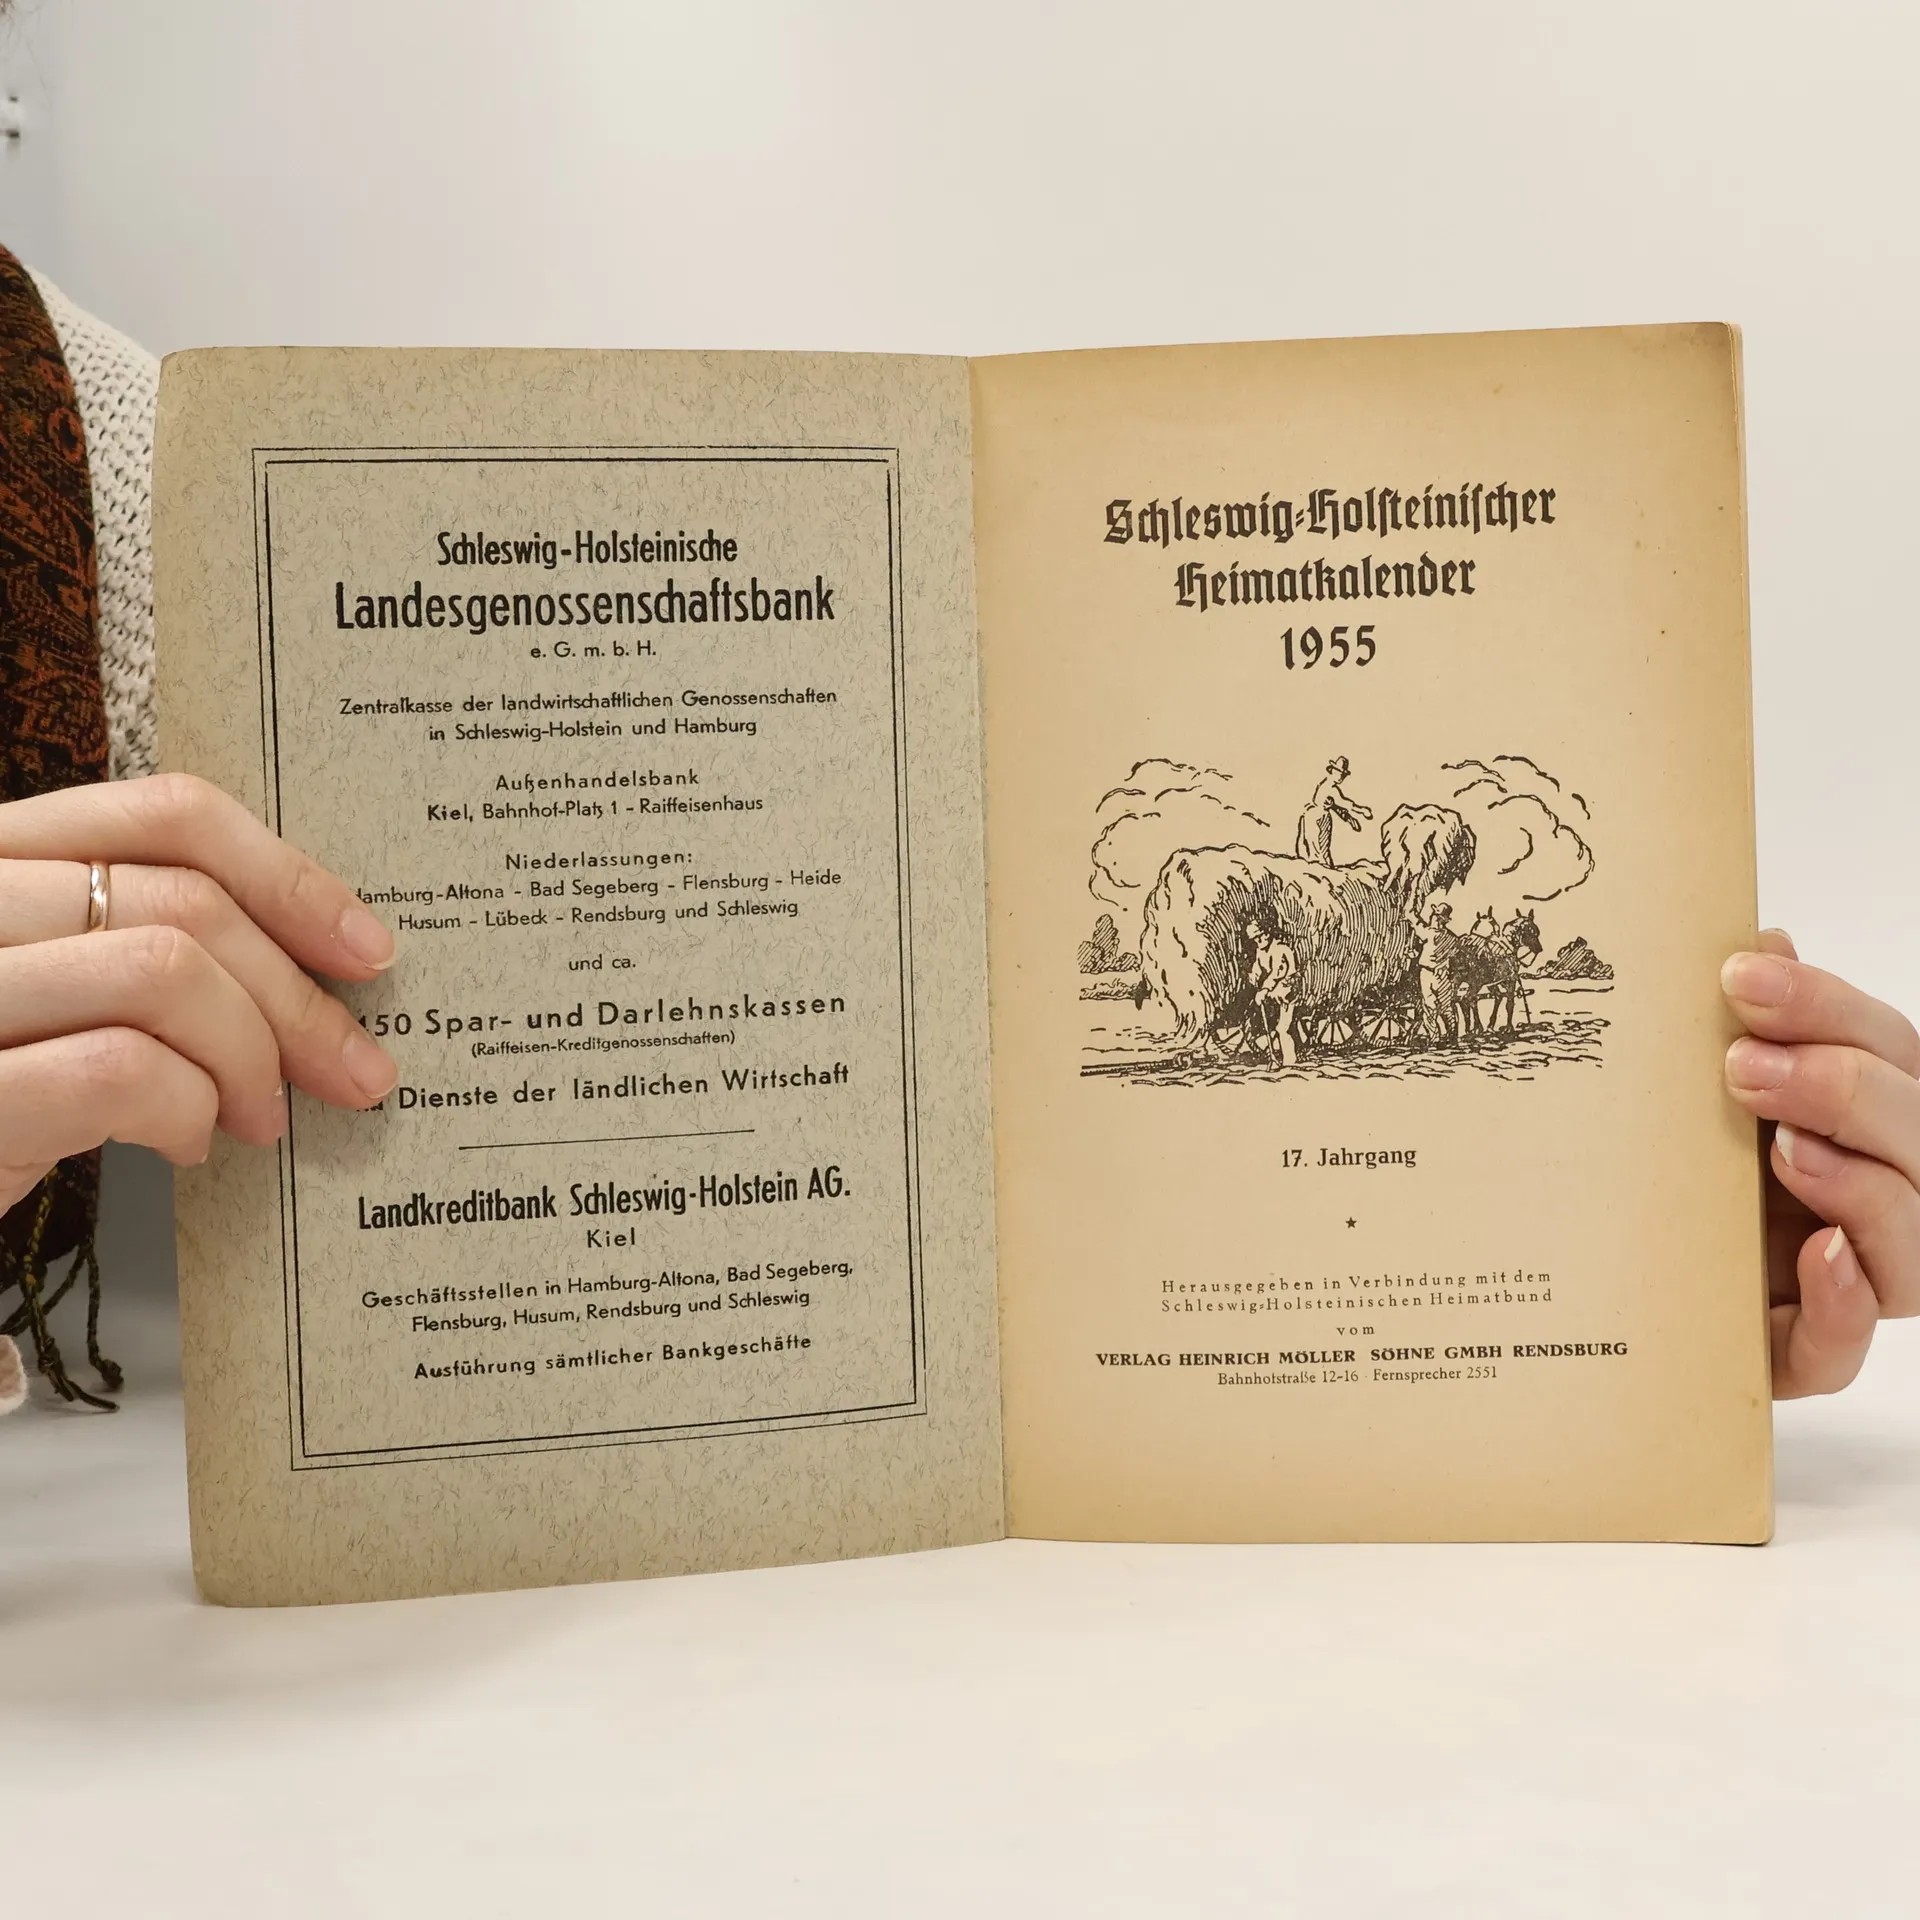 Schleswig-Holsteinische
Landesgenossenschaftsbank
e. G. m. b. H.
Zentralkasse der landwirtschaftlichen Genossenschaften
in Schleswig-Holstein und Hamburg
Außenhandelsbank
Kiel, Bahnhof-Platz 1 - Raiffeisenhaus
Niederlassungen:
Hamburg-Altona - Bad Segeberg - Flensburg - Heide
Husum - Lübeck - Rendsburg und Schleswig
und ca.
Spar- und Darlehnskassen
(Raiffeisen-Kreditgenossenschaften)
Dienste der ländlichen Wirtschaft
Landkreditbank Schleswig-Holstein AG.
Kiel
Geschäftsstellen in Hamburg-Altona, Bad Segeberg,
Flensburg, Husum, Rendsburg und Schleswig
Ausführung sämtlicher Bankgeschäfte
Schleswig-Holsteinischer
Heimatkalender
1955
17. Jahrgang
Herausgegeben in Verbindung mit dem
Schleswig-Holsteinischen Heimatbund
vom
VERLAG HEINRICH MÖLLER SÖHNE GMBH RENDSBURG
Bahnhofstraße 12-16 · Fernsprecher 2551